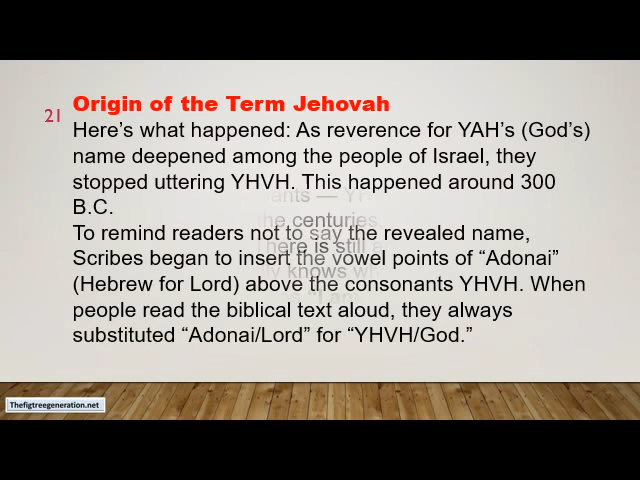 Origin of the Term Jehovah
21
Here’s what happened: As reverence for YAH’s (God’s)
name deepened among the people of Israel, they
stopped uttering YHVH. This happened around 300
B.C.
To remind readers not to say the revealed name,
Scribes began to insert the vowel points of “Adonai”
(Hebrew for Lord) above the consonants YHVH. When
people read the biblical text aloud, they always
substituted “Adonai/Lord” for “YHVH/God.”
Thefigtreegeneration.net